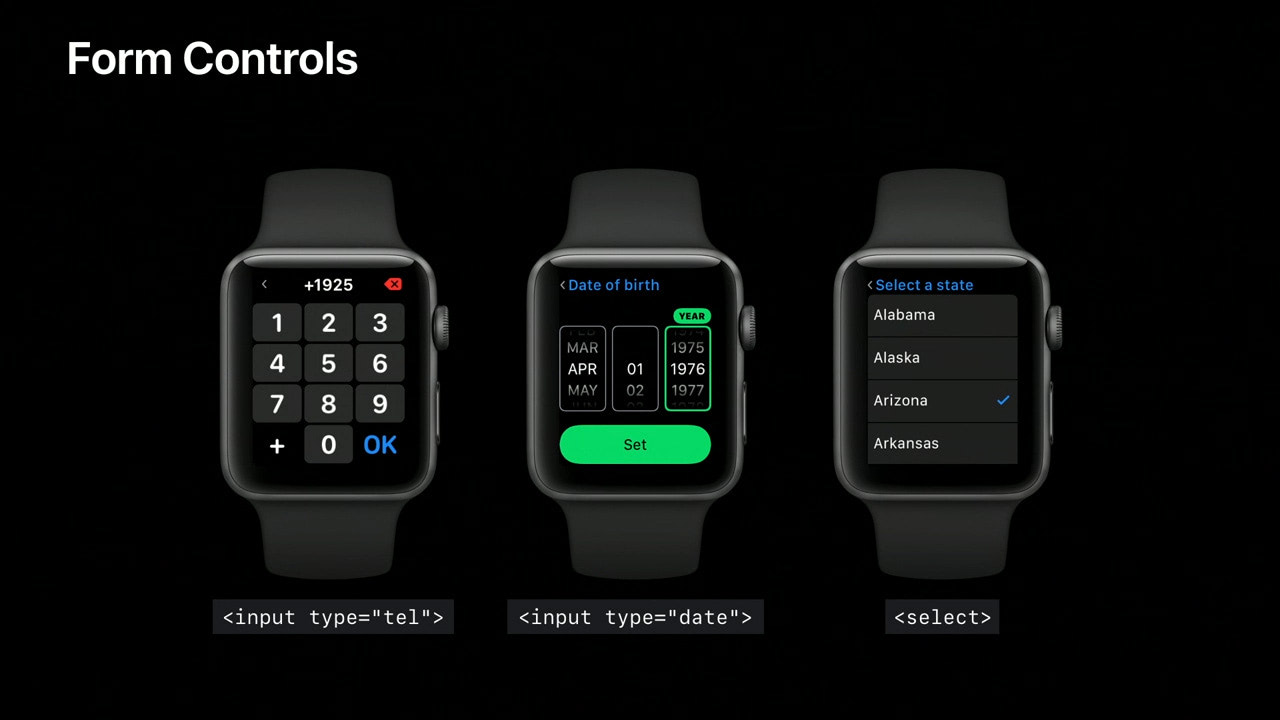 Form Controls
+1925
1 2 3
4 5 6
7 8 9
+ 0 OK
<input type="tel">
Date of birth
YEAR
MAR 1975
APR 01 1976
MAY 02 1977
Set
<input type="date">
Select a state
Alabama
Alaska
Arizona
Arkansas
<select>